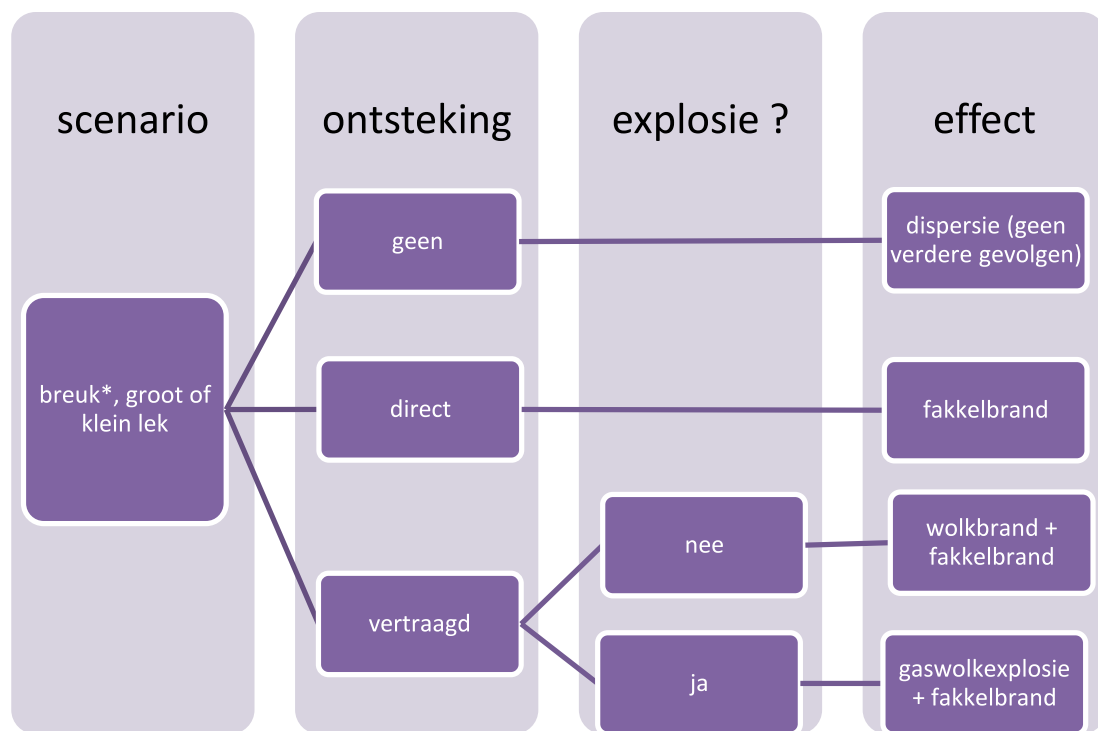 scenario
ontsteking
explosie ?
effect
breuk*, groot of
klein lek
geen
dispersie (geen
verdere gevolgen)
direct
fakkelbrand
vertraagd
nee
wolkbrand +
fakkelbrand
ja
gaswolkexplosie
+ fakkelbrand